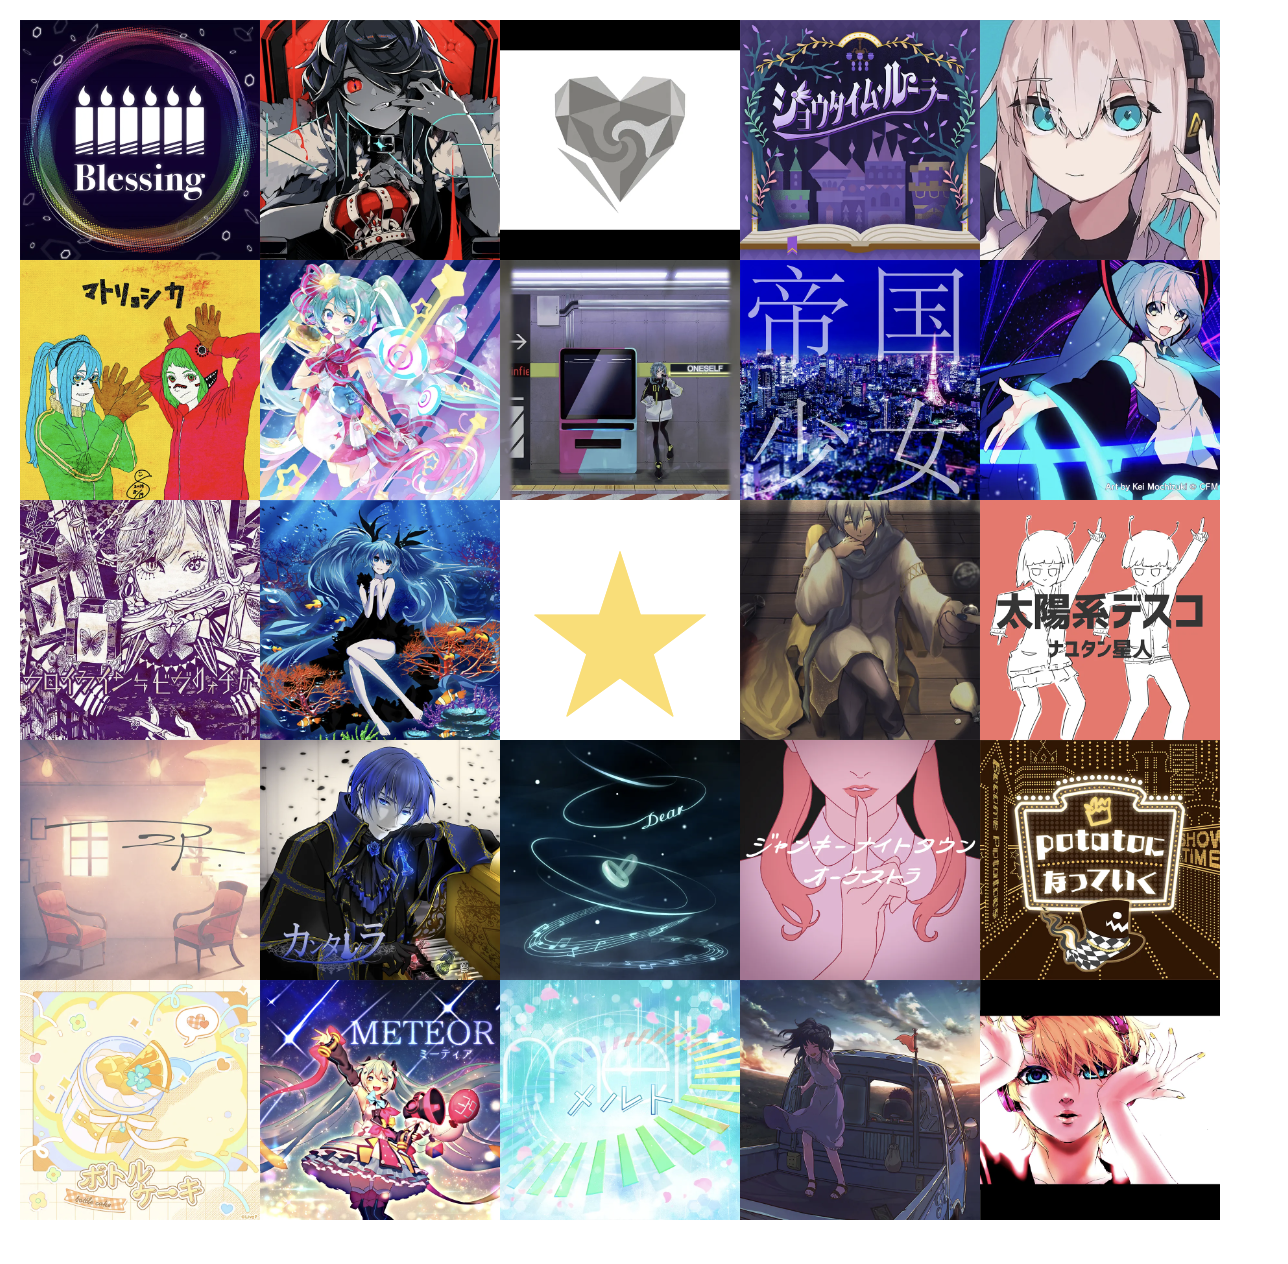 Blessing
ショウタイム・ルーラー
マトリョシカ
ONESELF
帝国
少女
Art by Kei Mochizuki © CFM
太陽系デスコ
ナユタン星人
カンタレラ
Dear
ジャンキーナイトタウン
オーケストラ
potatoに
なっていく
SHOW
TIME
ボトル
ケーキ
METEOR
ミーティア
melt
メルト